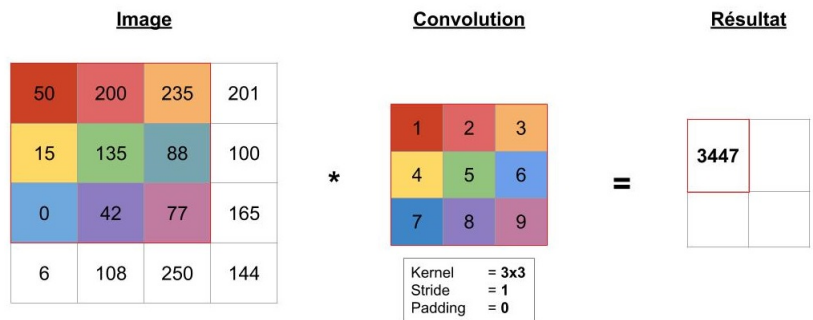 Image Convolution Résultat
50 200 235 201
1 2 3
15 135 88 100
4 5 6
* = 3447
0 42 77 165
7 8 9
6 108 250 144
Kernel = 3x3
Stride = 1
Padding = 0